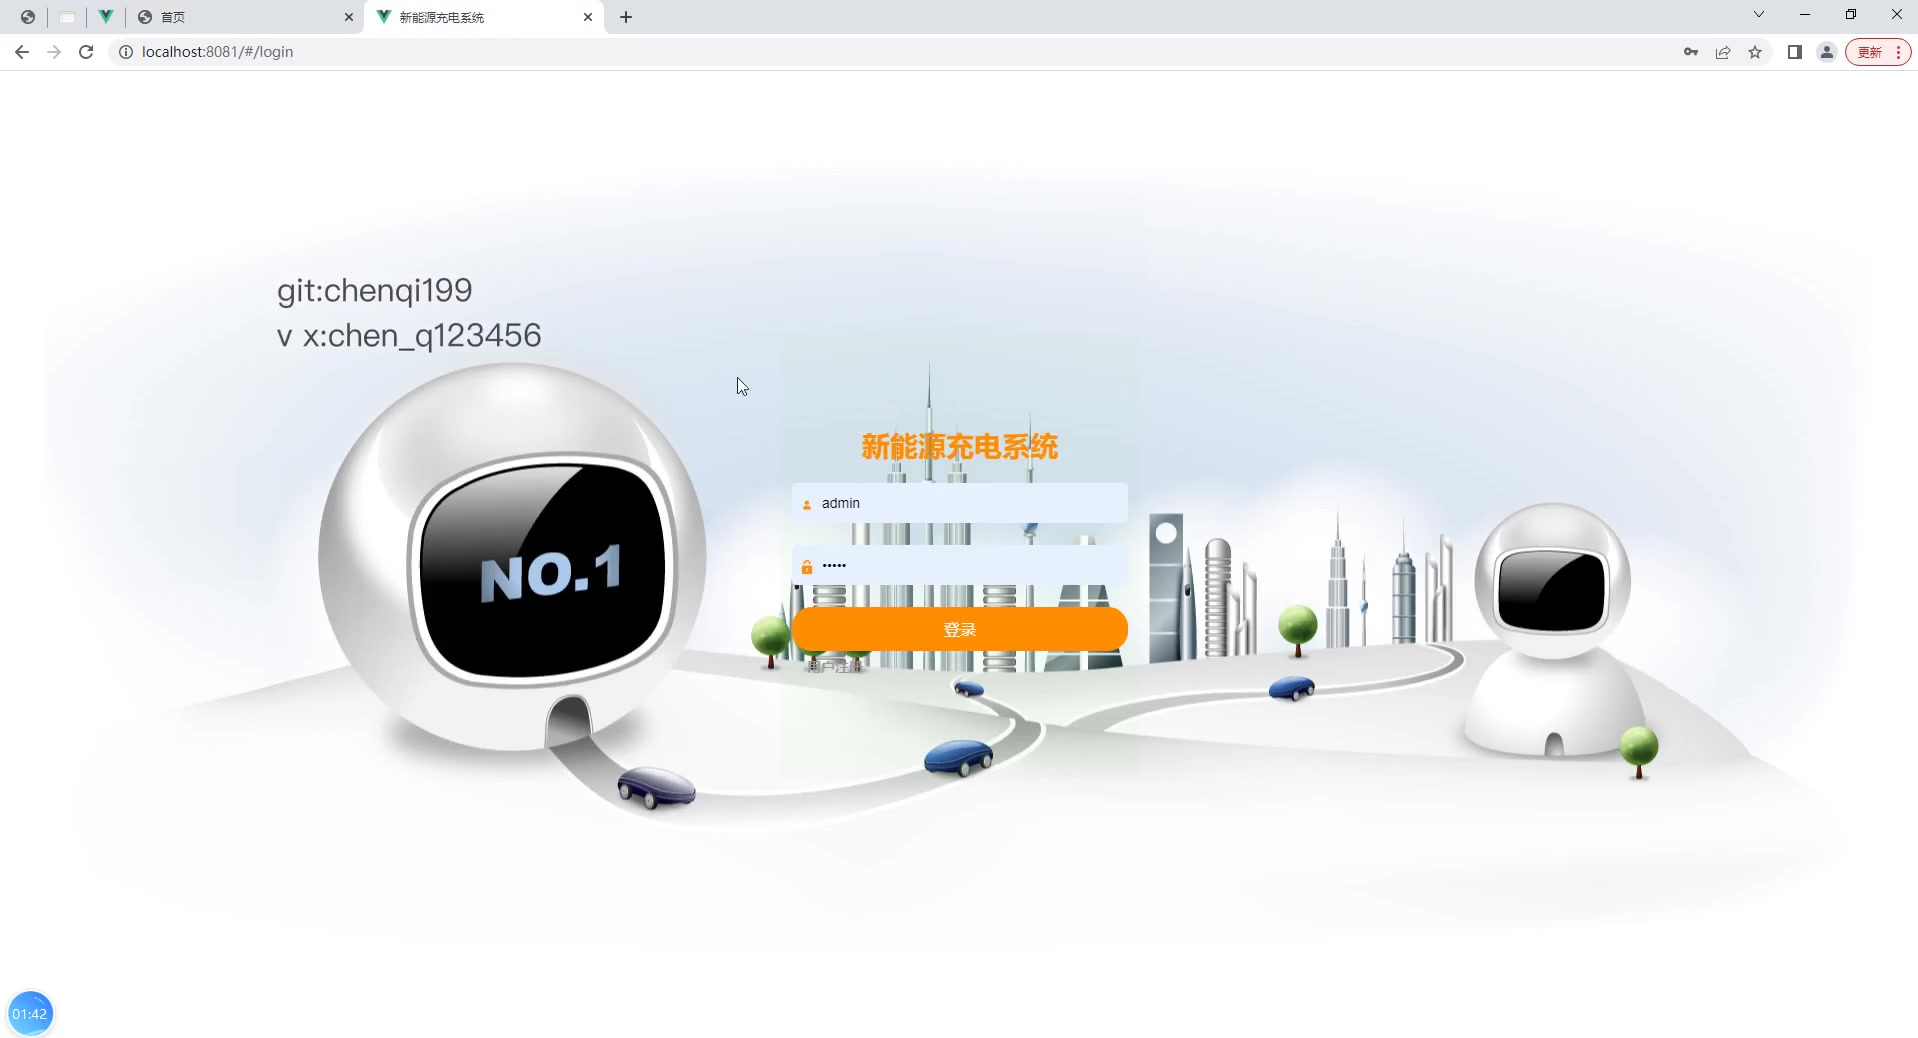 首页
新能源充电系统
localhost:8081/#/login
更新
git:chenqi199
v x:chen_q123456
NO.1
新能源充电系统
admin
•••••
登录
用户注册
01:42